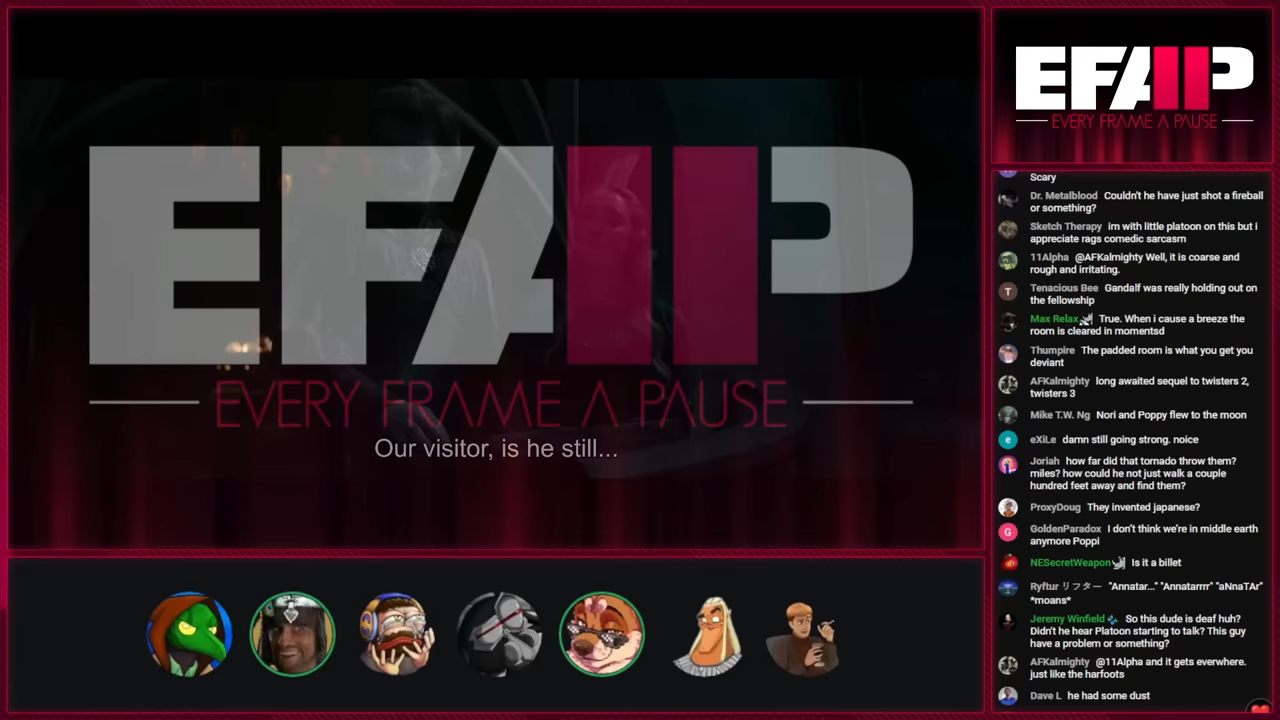 EFAP
EVERY FRAME A PAUSE
Our visitor, is he still...
EFAP
EVERY FRAME A PAUSE
Scary
Dr. Metalblood Couldn't he have just shot a fireball
or something?
Sketch Therapy im with little platoon on this but i
appreciate rags comedic sarcasm
11Alpha @AFKalmighty Well, it is coarse and
rough and irritating.
Tenacious Bee Gandalf was really holding out on
the fellowship
Max Relax True. When i cause a breeze the
room is cleared in momentsd
Thumpire The padded room is what you get you
deviant
AFKalmighty long awaited sequel to twisters 2,
twisters 3
Mike T.W. Ng Nori and Poppy flew to the moon
eXiLe damn still going strong. noice
Joriah how far did that tornado throw them?
miles? how could he not just walk a couple
hundred feet away and find them?
ProxyDoug They invented japanese?
GoldenParadox I don't think we're in middle earth
anymore Poppi
NESecretWeapon Is it a billet
Ryftur リフター "Annatar..." "Annatarrrr" "aNnaTAr"
*moans*
Jeremy Winfield So this dude is deaf huh?
Didn't he hear Platoon starting to talk? This guy
have a problem or something?
AFKalmighty @11Alpha and it gets everwhere.
just like the harfoots
Dave L he had some dust